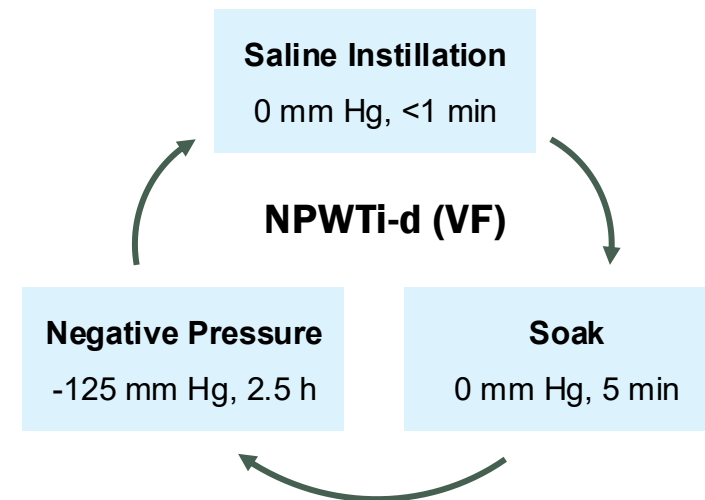 Saline Instillation
0 mm Hg, <1 min
NPWTi-d (VF)
Negative Pressure
-125 mm Hg, 2.5 h
Soak
0 mm Hg, 5 min